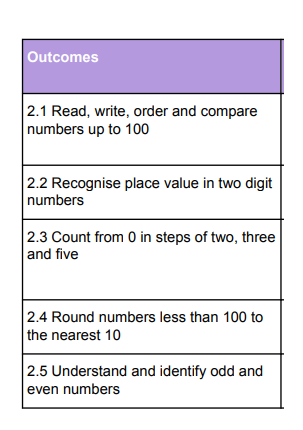 Outcomes
2.1 Read, write, order and compare
numbers up to 100
2.2 Recognise place value in two digit
numbers
2.3 Count from 0 in steps of two, three
and five
2.4 Round numbers less than 100 to
the nearest 10
2.5 Understand and identify odd and
even numbers